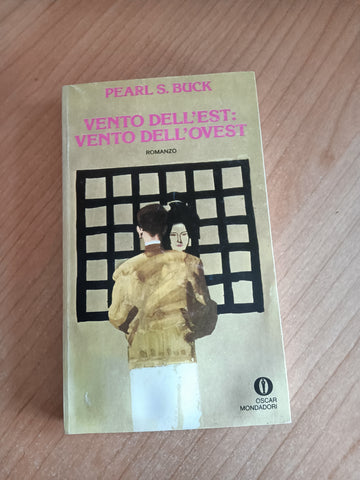 PEARL S. BUCK
VENTO DELL'EST:
VENTO DELL'OVEST
ROMANZO
OSCAR
MONDADORI